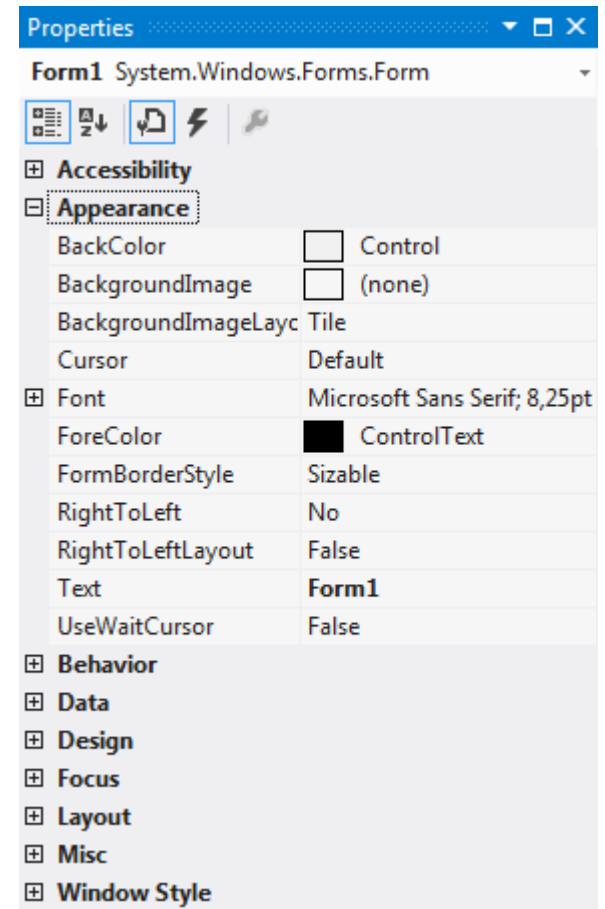 Properties
Form1 System.Windows.Forms.Form
Accessibility
Appearance
BackColor Control
BackgroundImage (none)
BackgroundImageLayc Tile
Cursor Default
Font Microsoft Sans Serif; 8,25pt
ForeColor ControlText
FormBorderStyle Sizable
RightToLeft No
RightToLeftLayout False
Text Form1
UseWaitCursor False
Behavior
Data
Design
Focus
Layout
Misc
Window Style